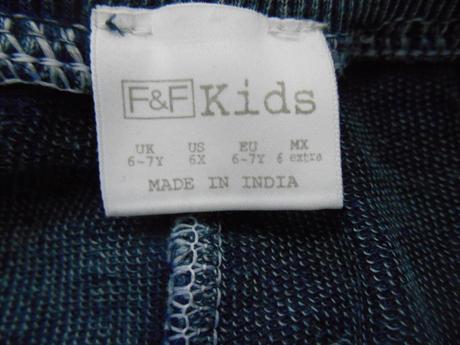 F&F Kids
UK US EU MX
6-7Y 6X 6-7Y 6 extra
MADE IN INDIA